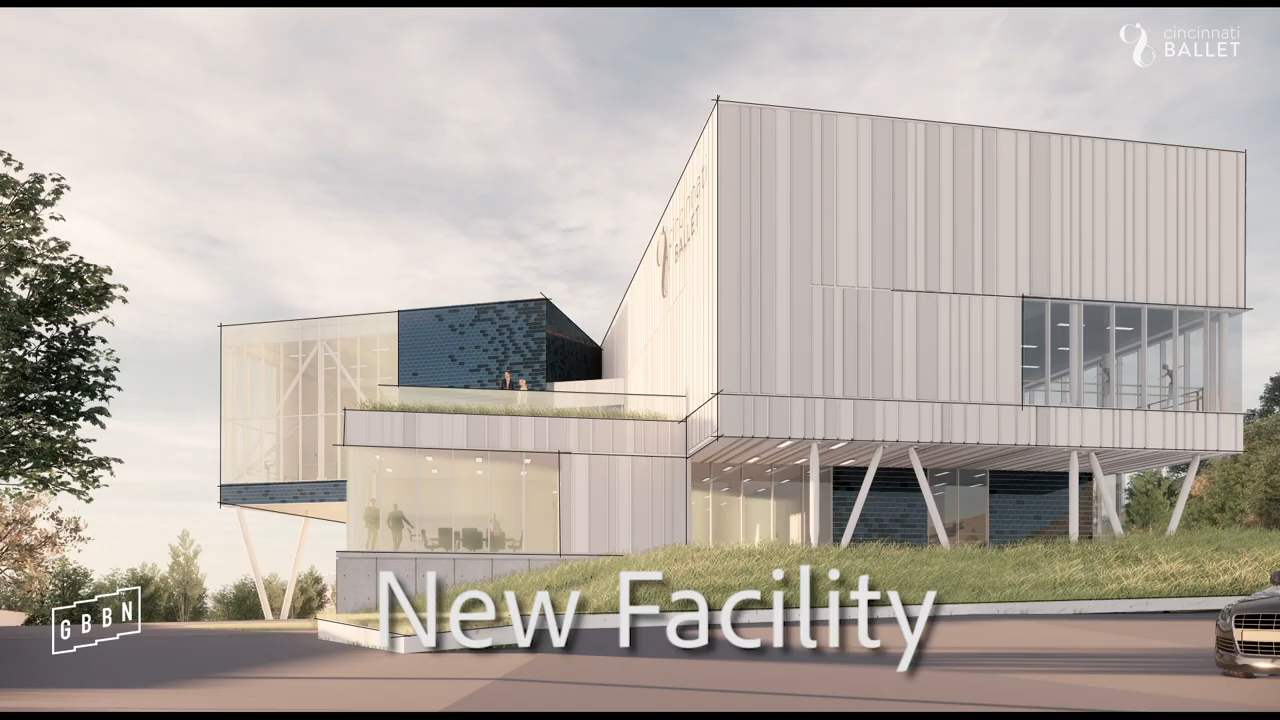 cincinnati
BALLET
cincinnati
BALLET
New Facility
GBBN